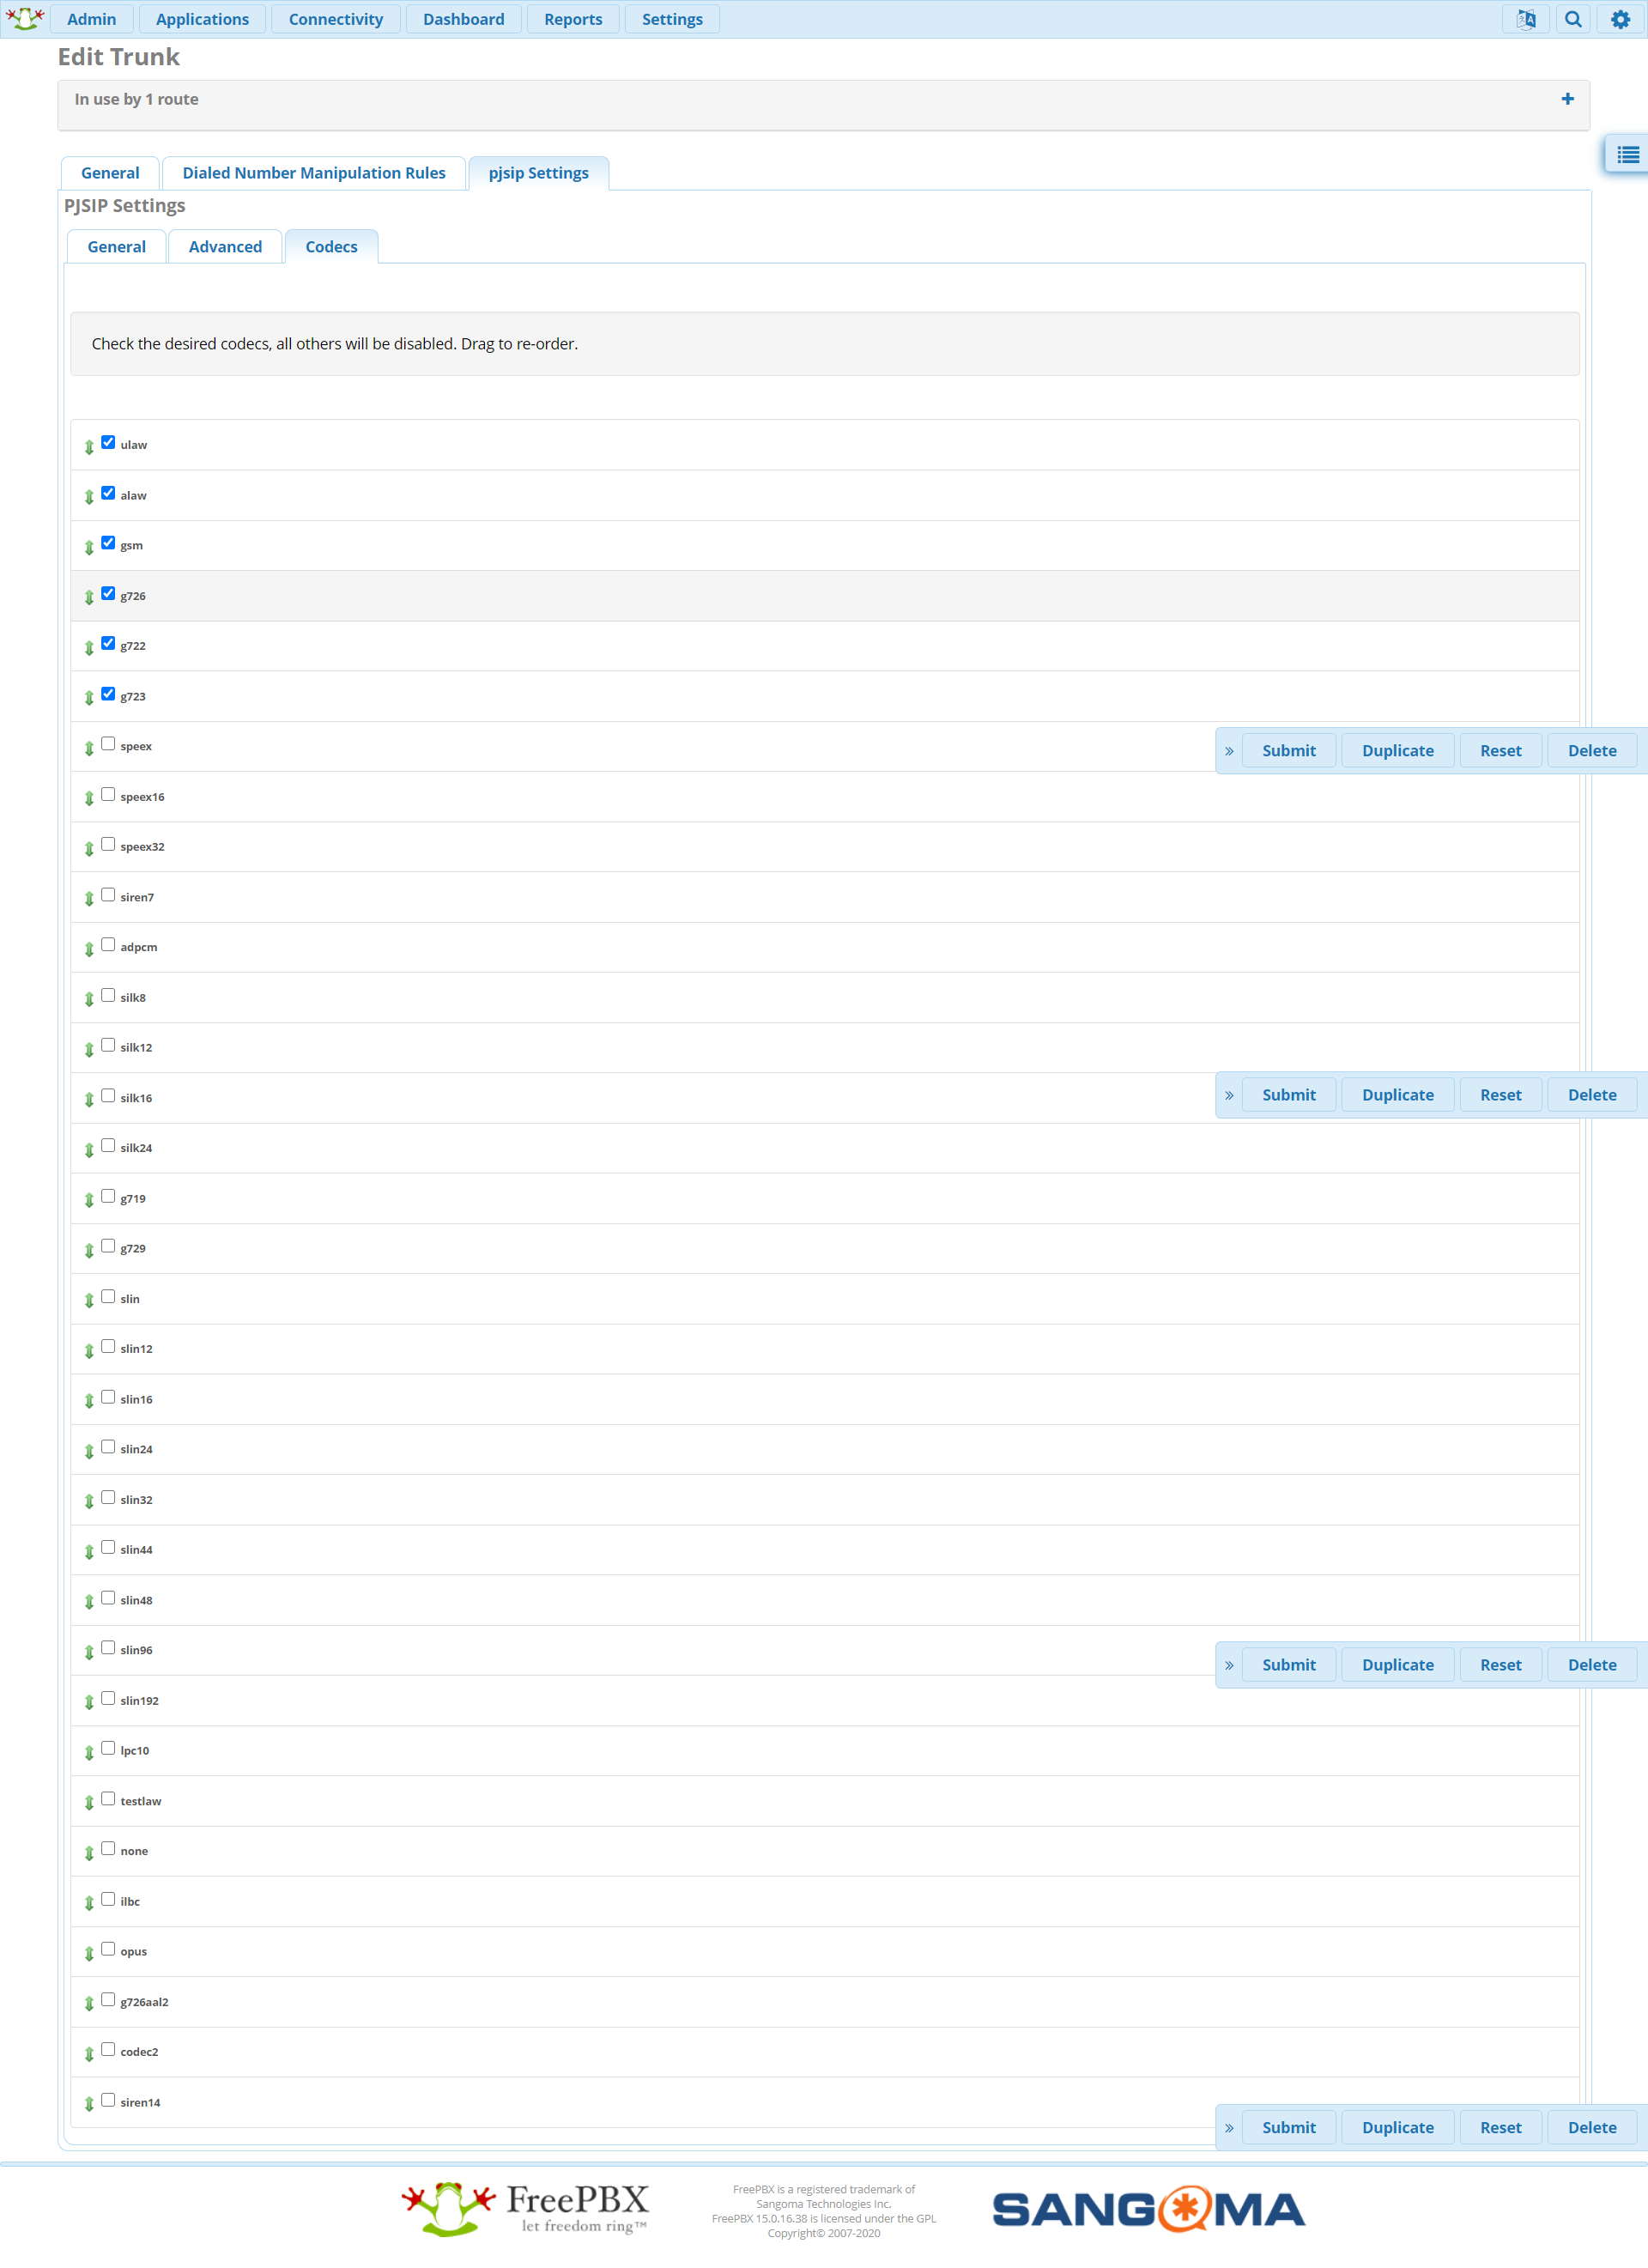 Admin Applications Connectivity Dashboard Reports Settings
Edit Trunk
In use by 1 route
General Dialed Number Manipulation Rules pjsip Settings
PJSIP Settings
General Advanced Codecs
Check the desired codecs, all others will be disabled. Drag to re-order.
ulaw
alaw
gsm
g726
g722
g723
speex
» Submit Duplicate Reset Delete
speex16
speex32
siren7
adpcm
silk8
silk12
silk16
» Submit Duplicate Reset Delete
silk24
g719
g729
slin
slin12
slin16
slin24
slin32
slin44
slin48
slin96
» Submit Duplicate Reset Delete
slin192
lpc10
testlaw
none
ilbc
opus
g726aal2
codec2
siren14
» Submit Duplicate Reset Delete
FreePBX
let freedom ring™
FreePBX is a registered trademark of
Sangoma Technologies Inc.
FreePBX 15.0.16.38 is licensed under the GPL
Copyright© 2007-2020
SANGOMA